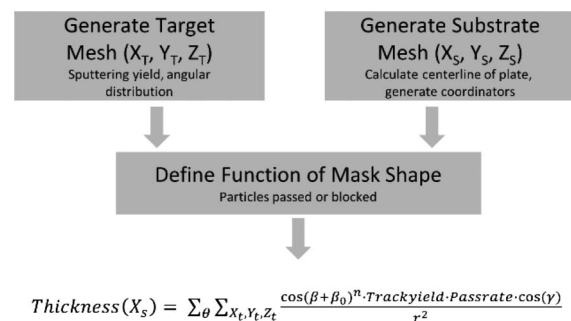 Generate Target
Mesh (X_T, Y_T, Z_T)
Sputtering yield, angular
distribution
Generate Substrate
Mesh (X_S, Y_S, Z_S)
Calculate centerline of plate,
generate coordinators
Define Function of Mask Shape
Particles passed or blocked
Thickness(X_s) = ∑_θ ∑_{X_t,Y_t,Z_t} \frac{cos(β+β_0)^n·Trackyield·Passrate·cos(γ)}{r^2}